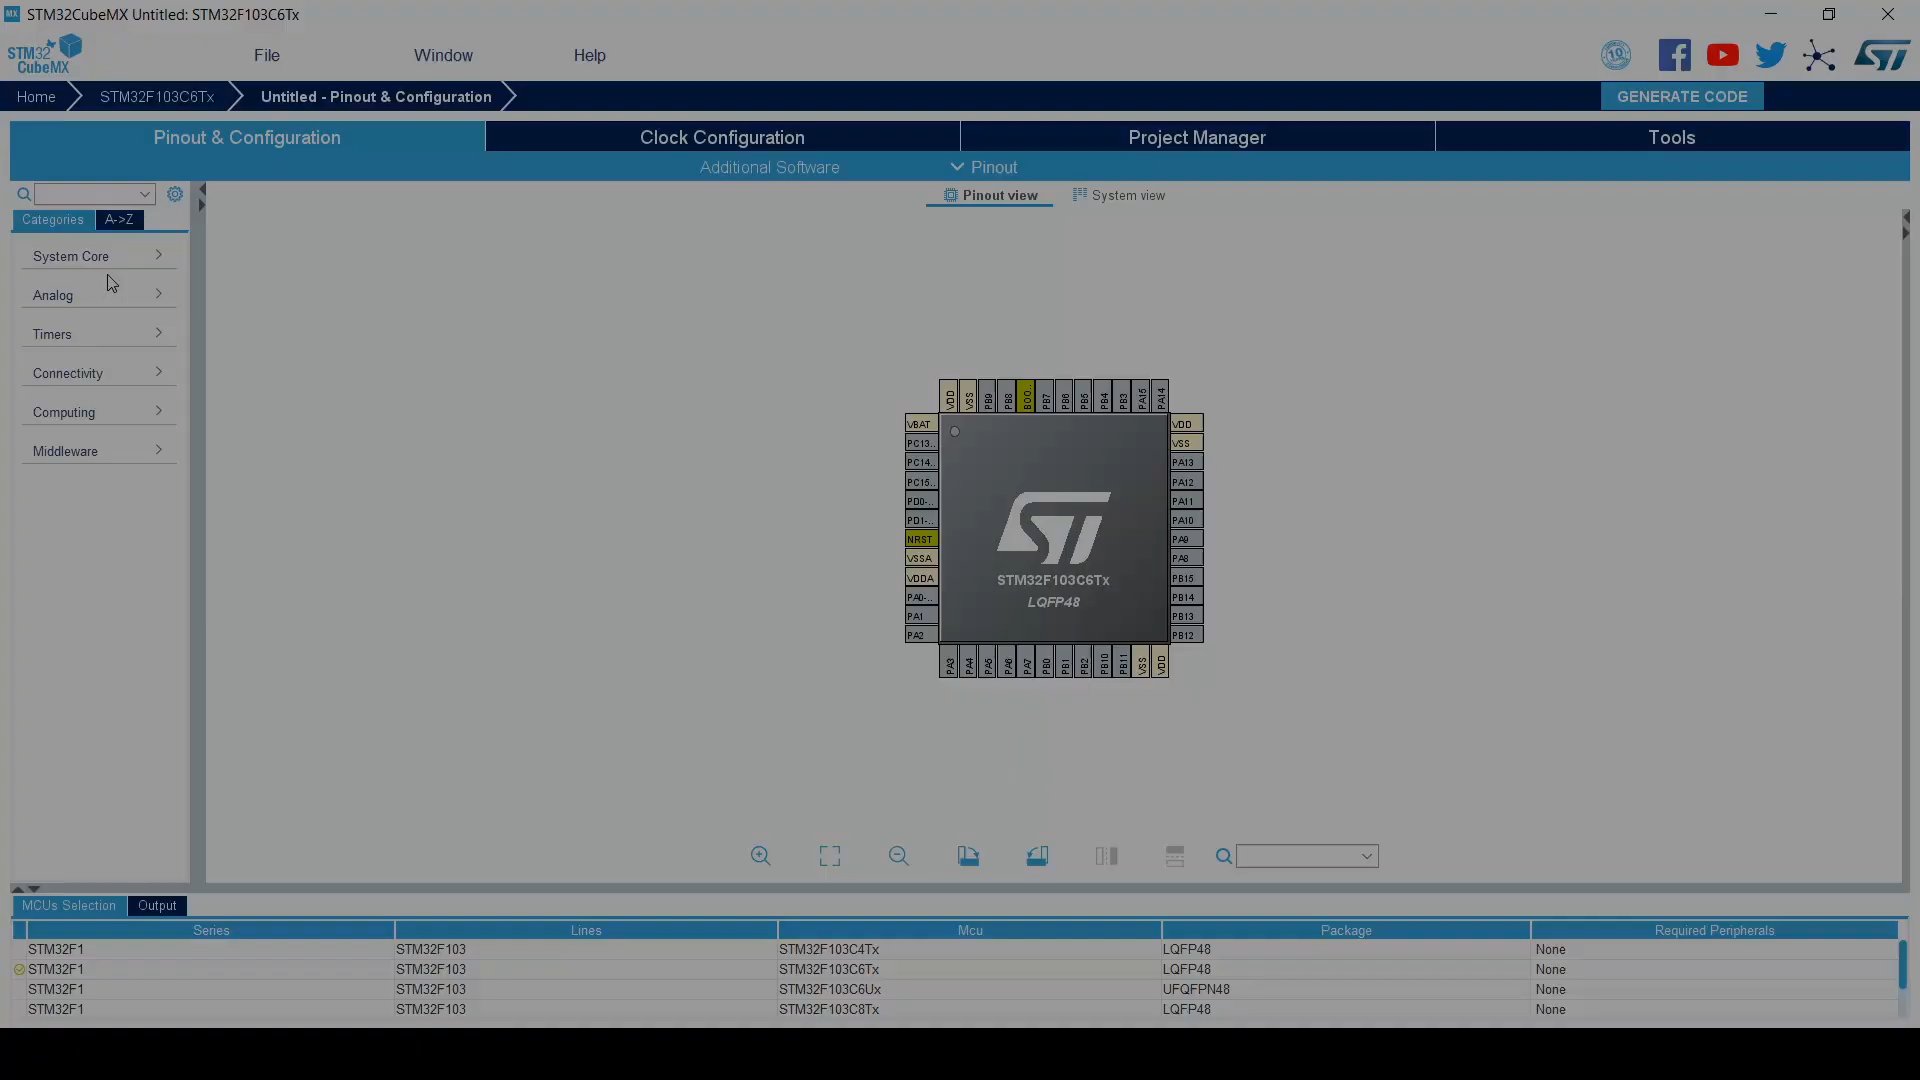 STM32CubeMX Untitled: STM32F103C6Tx
STM32
CubeMX
File
Window
Help
10
Home
STM32F103C6Tx
Untitled - Pinout & Configuration
GENERATE CODE
Pinout & Configuration
Clock Configuration
Project Manager
Tools
Additional Software
Pinout
Pinout view
System view
Categories
A->Z
System Core
Analog
Timers
Connectivity
Computing
Middleware
VDD VSS PB9 PB8 BOO.. PB7 PB6 PB5 PB4 PB3 PA15 PA14
VBAT
PC13..
PC14..
PC15..
PD0-..
PD1-..
NRST
VSSA
VDDA
PA0-..
PA1
PA2
ST
STM32F103C6Tx
LQFP48
VDD
VSS
PA13
PA12
PA11
PA10
PA9
PA8
PB15
PB14
PB13
PB12
PA3 PA4 PA5 PA6 PA7 PB0 PB1 PB2 PB10 PB11 VSS VDD
MCUs Selection
Output
Series Lines Mcu Package Required Peripherals
STM32F1 STM32F103 STM32F103C4Tx LQFP48 None
STM32F1 STM32F103 STM32F103C6Tx LQFP48 None
STM32F1 STM32F103 STM32F103C6Ux UFQFPN48 None
STM32F1 STM32F103 STM32F103C8Tx LQFP48 None